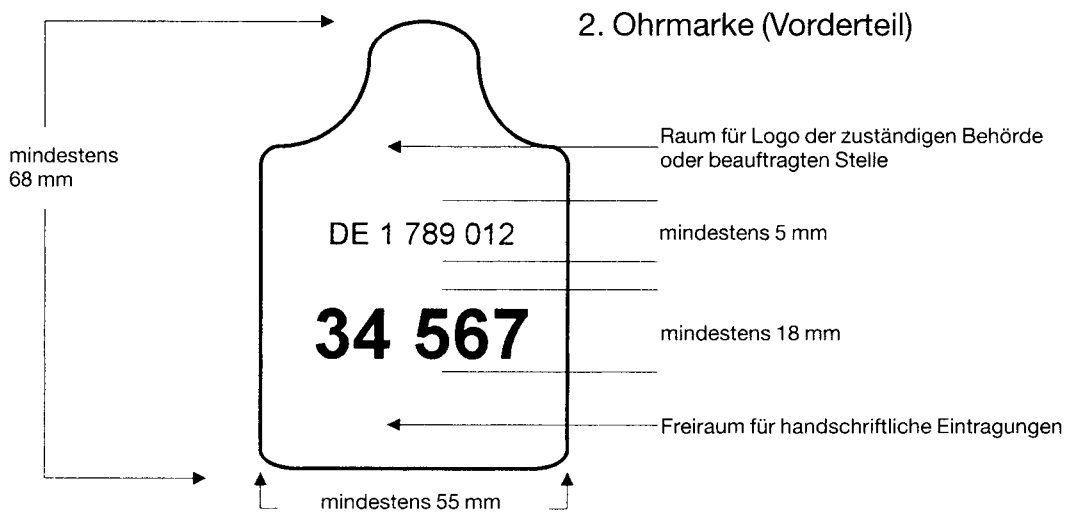 2. Ohrmarke (Vorderteil)
Raum für Logo der zuständigen Behörde
oder beauftragten Stelle
mindestens
68 mm
DE 1 789 012
mindestens 5 mm
34 567
mindestens 18 mm
Freiraum für handschriftliche Eintragungen
mindestens 55 mm